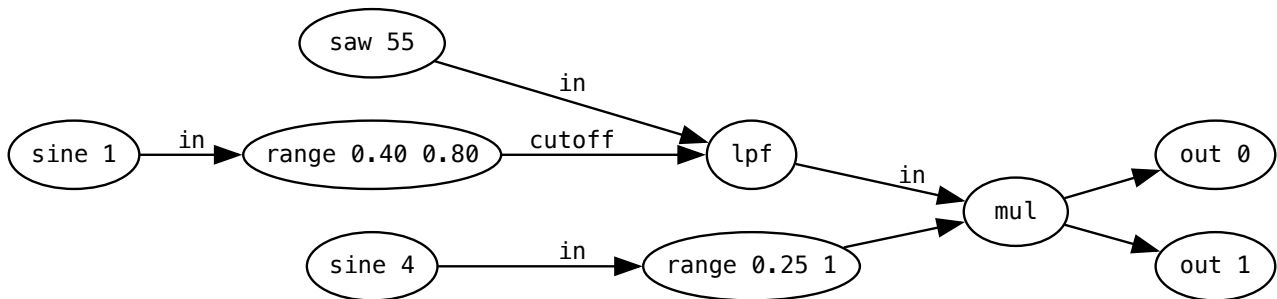 saw 55
in
sine 1
in
range 0.40 0.80
cutoff
lpf
out 0
in
mul
sine 4
in
range 0.25 1
out 1